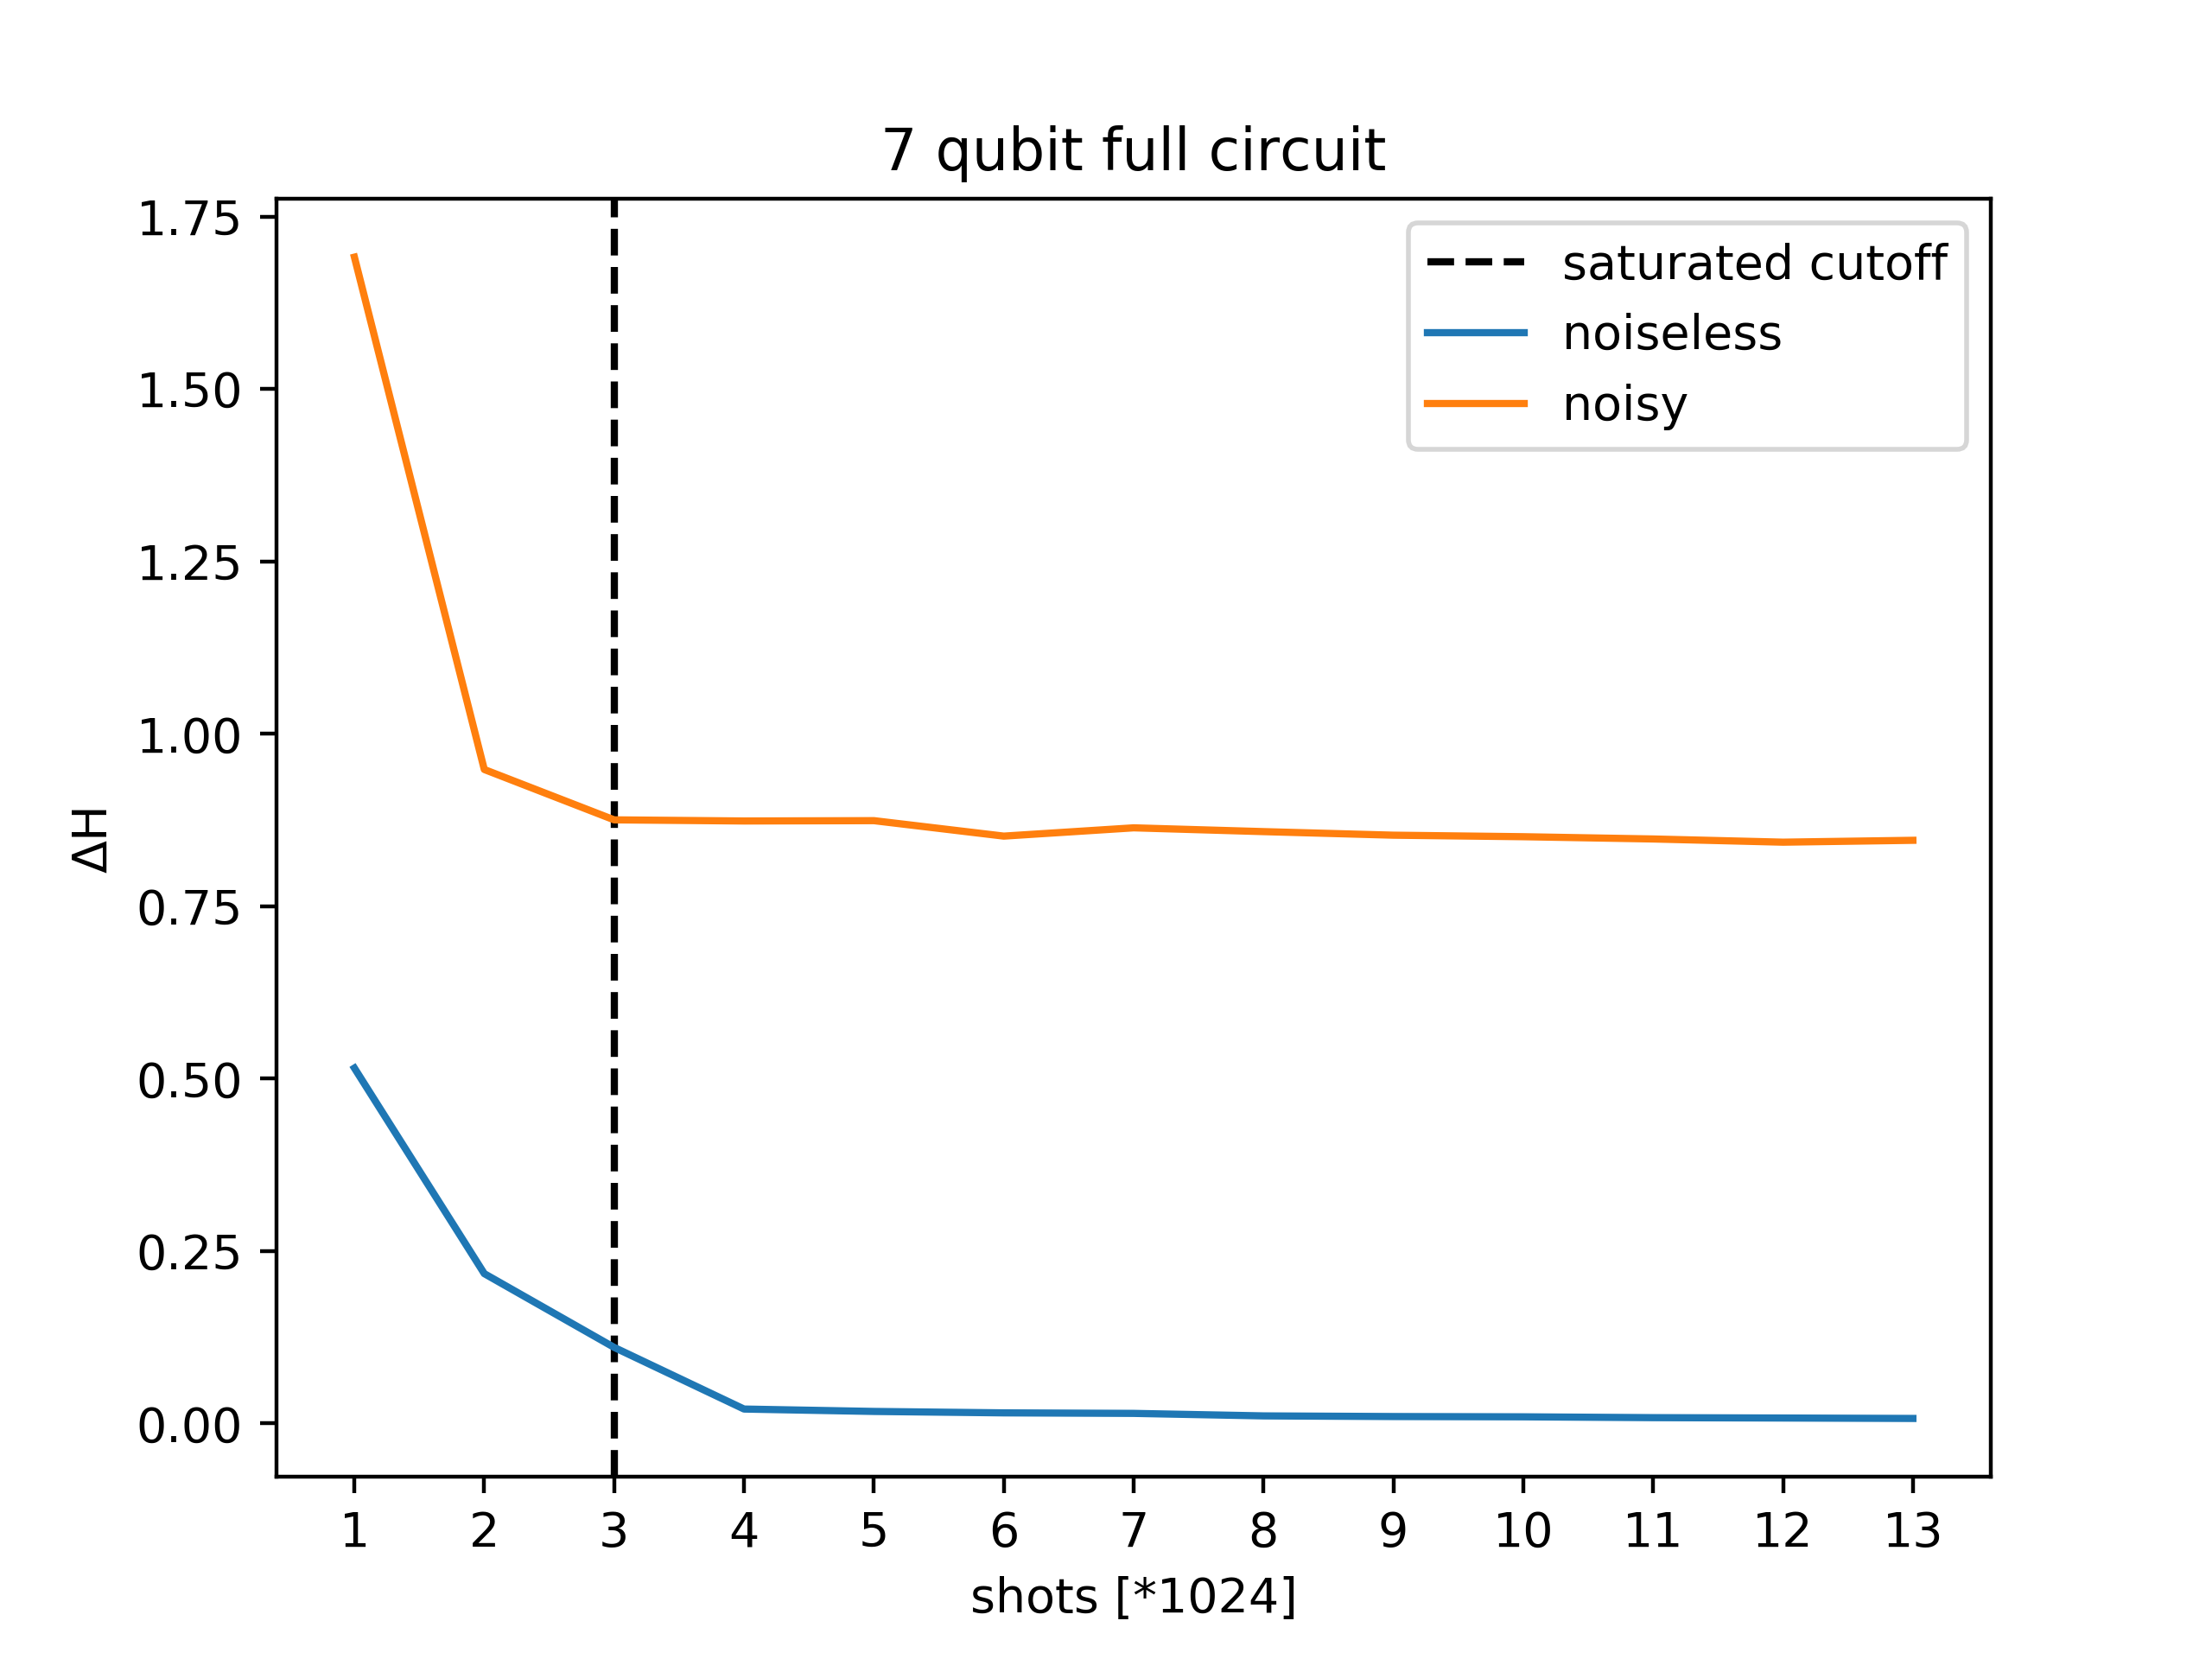 7 qubit full circuit
saturated cutoff
noiseless
noisy
1.75
1.50
1.25
1.00
0.75
0.50
0.25
0.00
ΔH
1 2 3 4 5 6 7 8 9 10 11 12 13
shots [*1024]